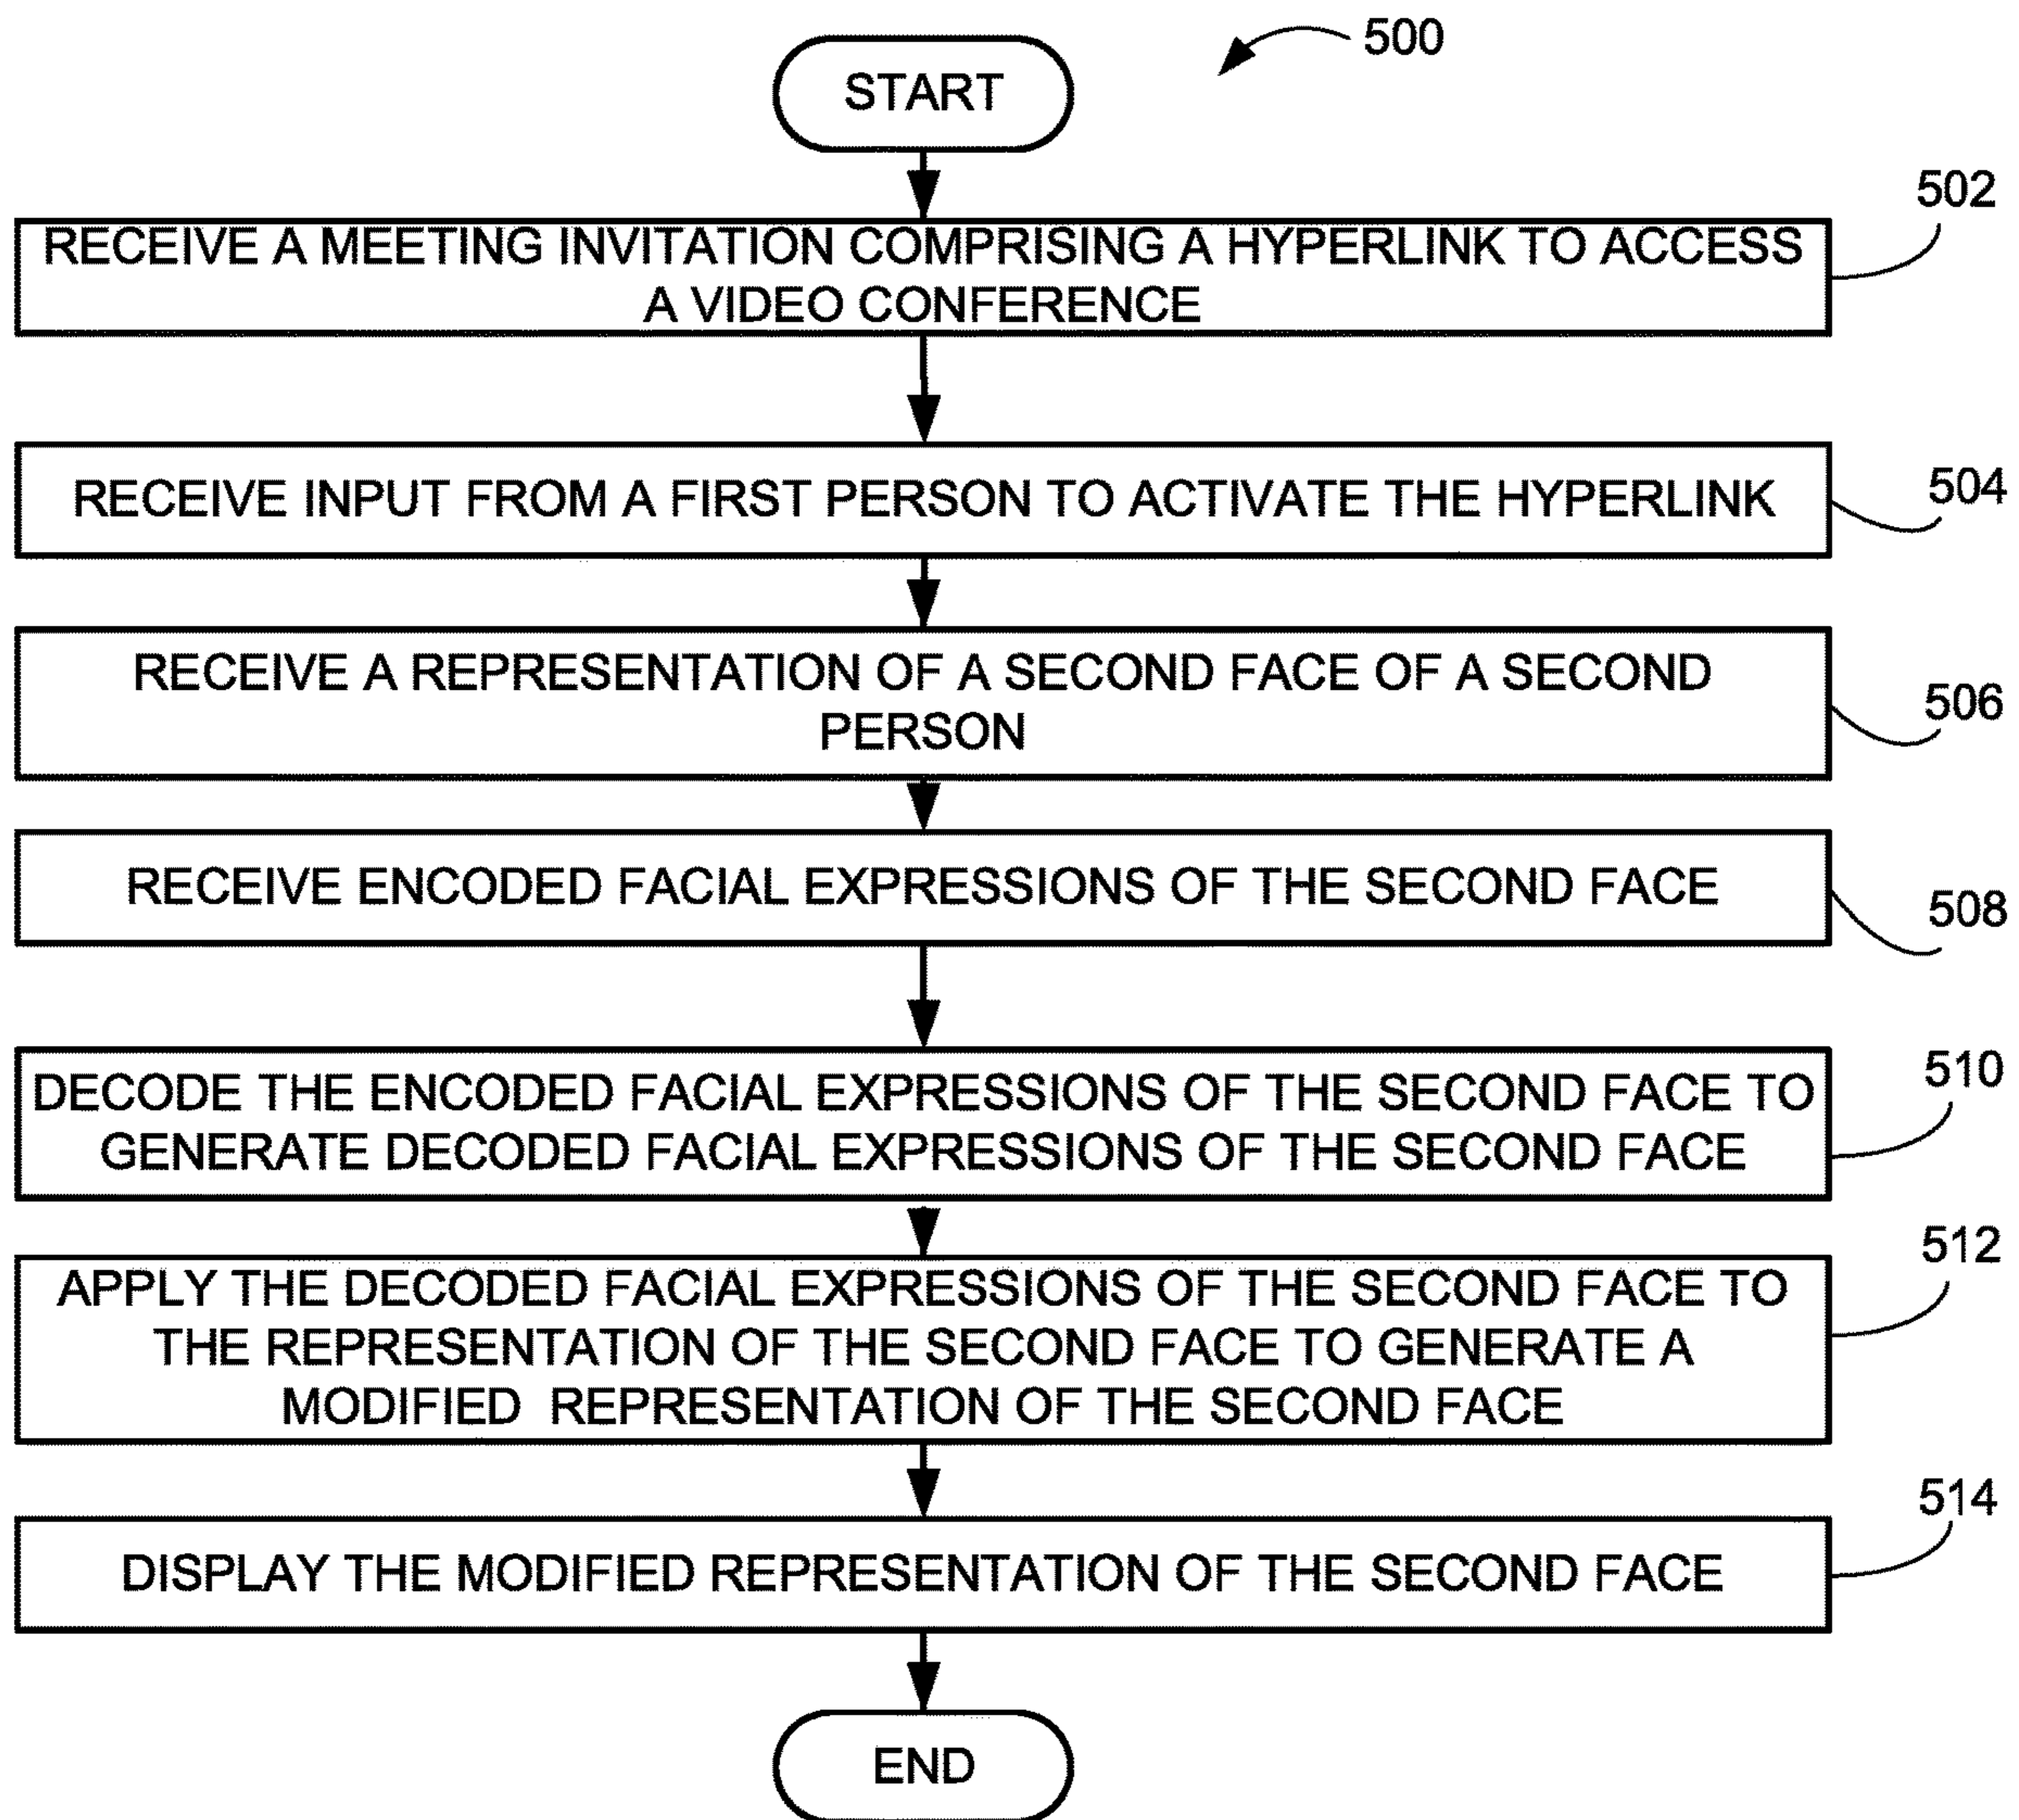 START
500
502
RECEIVE A MEETING INVITATION COMPRISING A HYPERLINK TO ACCESS
A VIDEO CONFERENCE
RECEIVE INPUT FROM A FIRST PERSON TO ACTIVATE THE HYPERLINK
504
RECEIVE A REPRESENTATION OF A SECOND FACE OF A SECOND
PERSON
506
RECEIVE ENCODED FACIAL EXPRESSIONS OF THE SECOND FACE
508
DECODE THE ENCODED FACIAL EXPRESSIONS OF THE SECOND FACE TO
GENERATE DECODED FACIAL EXPRESSIONS OF THE SECOND FACE
510
512
APPLY THE DECODED FACIAL EXPRESSIONS OF THE SECOND FACE TO
THE REPRESENTATION OF THE SECOND FACE TO GENERATE A
MODIFIED REPRESENTATION OF THE SECOND FACE
514
DISPLAY THE MODIFIED REPRESENTATION OF THE SECOND FACE
END